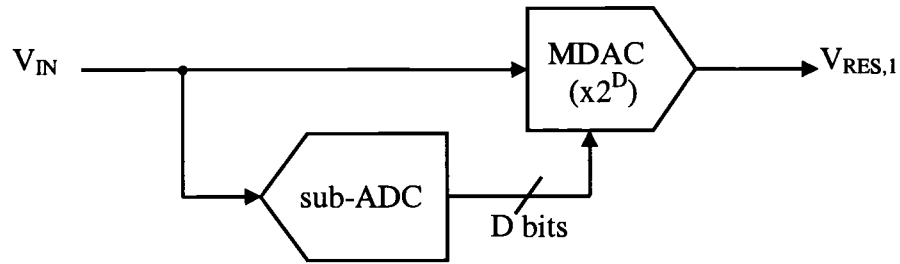 V_IN
MDAC
(x2^D)
V_RES,1
sub-ADC
D bits